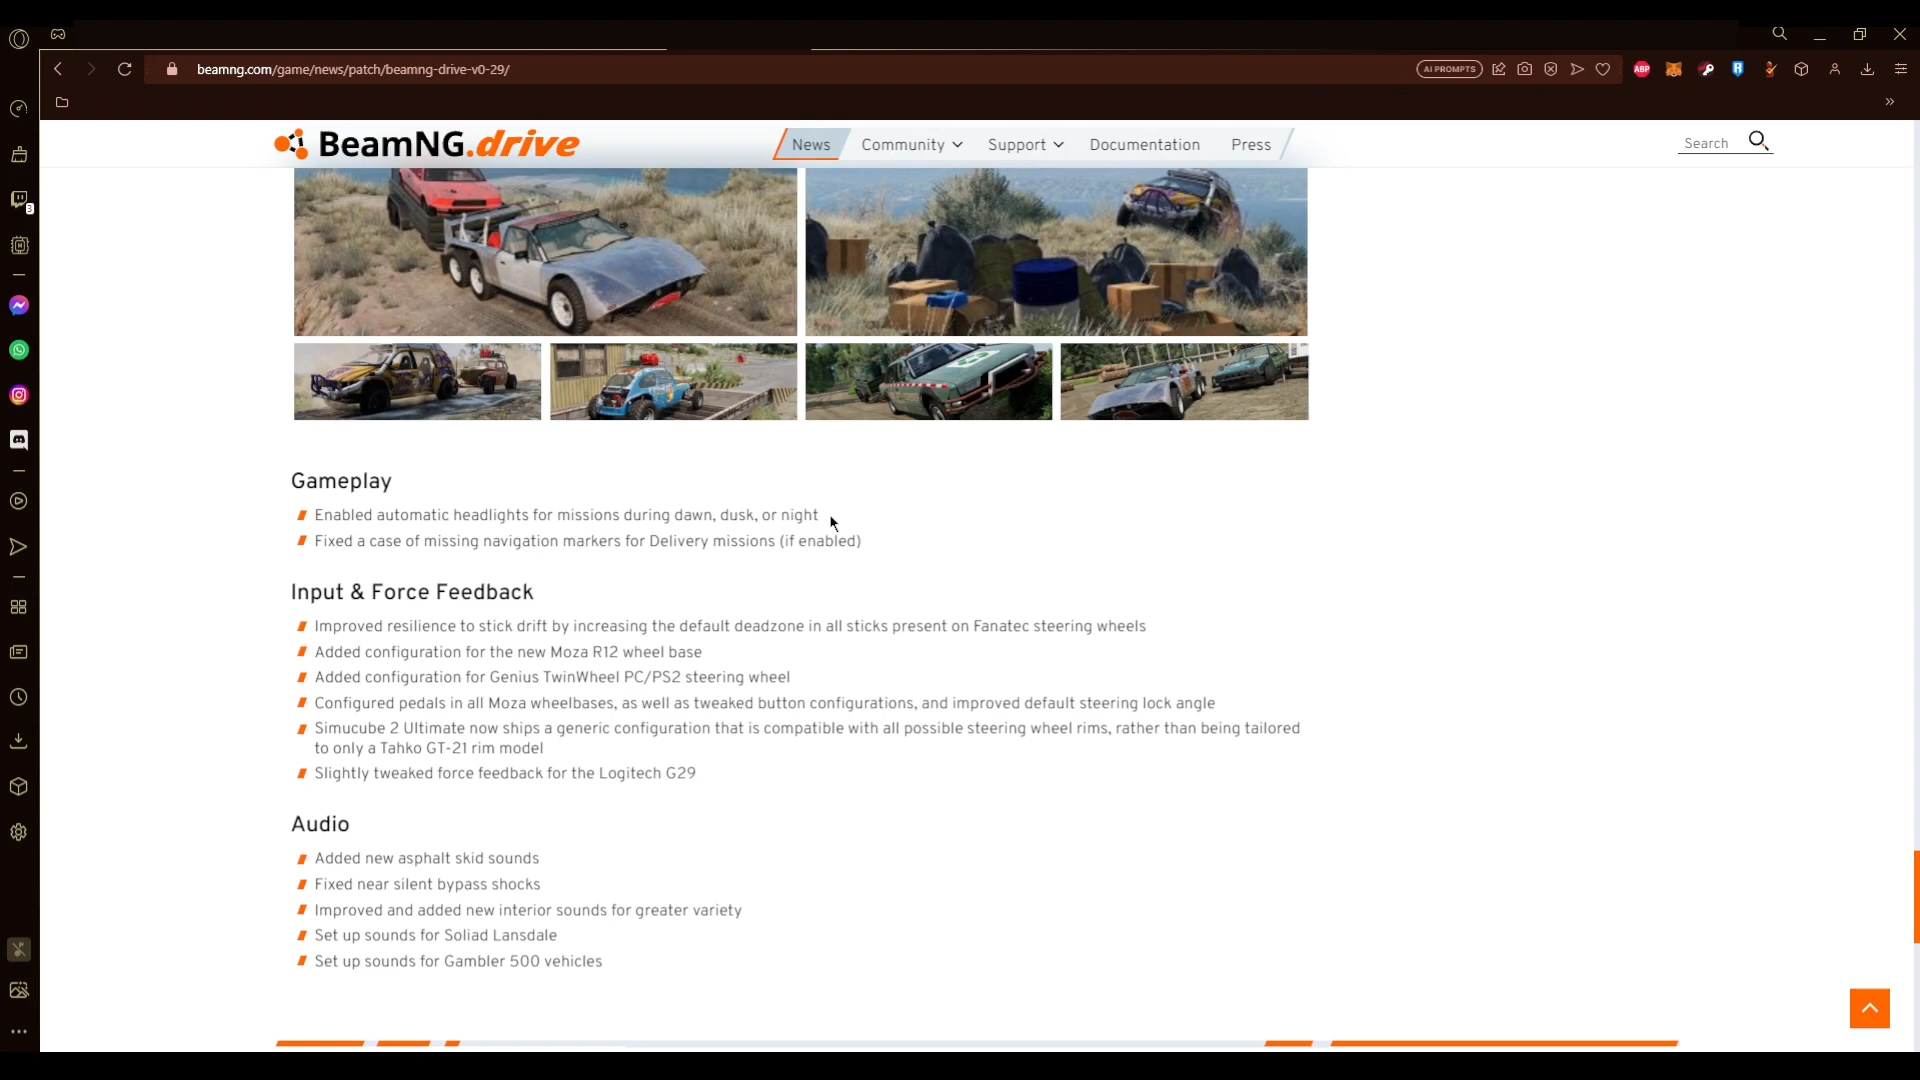 3
beamng.com/game/news/patch/beamng-drive-v0-29/
AI PROMPTS
ABP
BeamNG.drive
News
Community
Support
Documentation
Press
Search
Gameplay
Enabled automatic headlights for missions during dawn, dusk, or night
Fixed a case of missing navigation markers for Delivery missions (if enabled)
Input & Force Feedback
Improved resilience to stick drift by increasing the default deadzone in all sticks present on Fanatec steering wheels
Added configuration for the new Moza R12 wheel base
Added configuration for Genius TwinWheel PC/PS2 steering wheel
Configured pedals in all Moza wheelbases, as well as tweaked button configurations, and improved default steering lock angle
Simucube 2 Ultimate now ships a generic configuration that is compatible with all possible steering wheel rims, rather than being tailored
to only a Tahko GT-21 rim model
Slightly tweaked force feedback for the Logitech G29
Audio
Added new asphalt skid sounds
Fixed near silent bypass shocks
Improved and added new interior sounds for greater variety
Set up sounds for Soliad Lansdale
Set up sounds for Gambler 500 vehicles